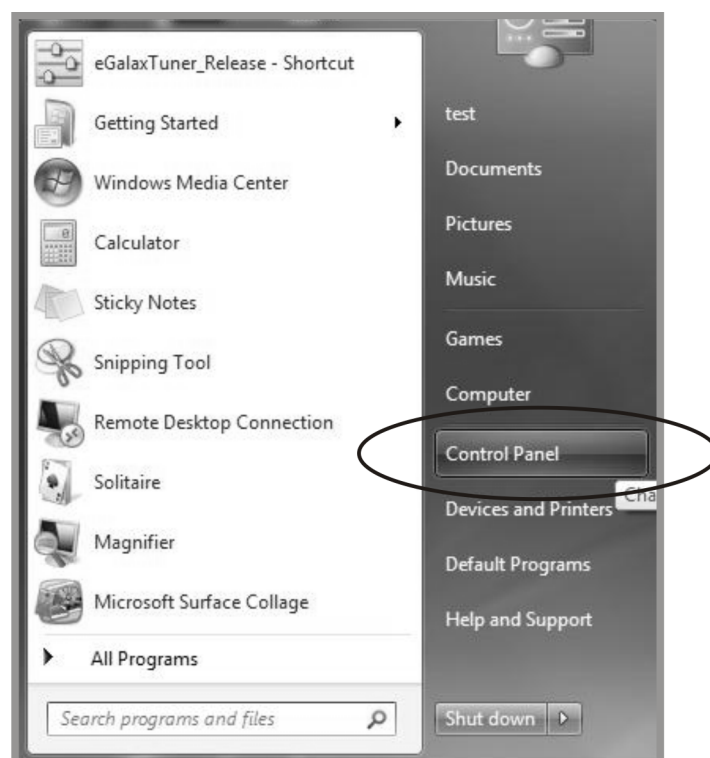 eGalaxTuner_Release - Shortcut
Getting Started
Windows Media Center
Calculator
Sticky Notes
Snipping Tool
Remote Desktop Connection
Solitaire
Magnifier
Microsoft Surface Collage
All Programs
Search programs and files
test
Documents
Pictures
Music
Games
Computer
Control Panel
Cha
Devices and Printers
Default Programs
Help and Support
Shut down